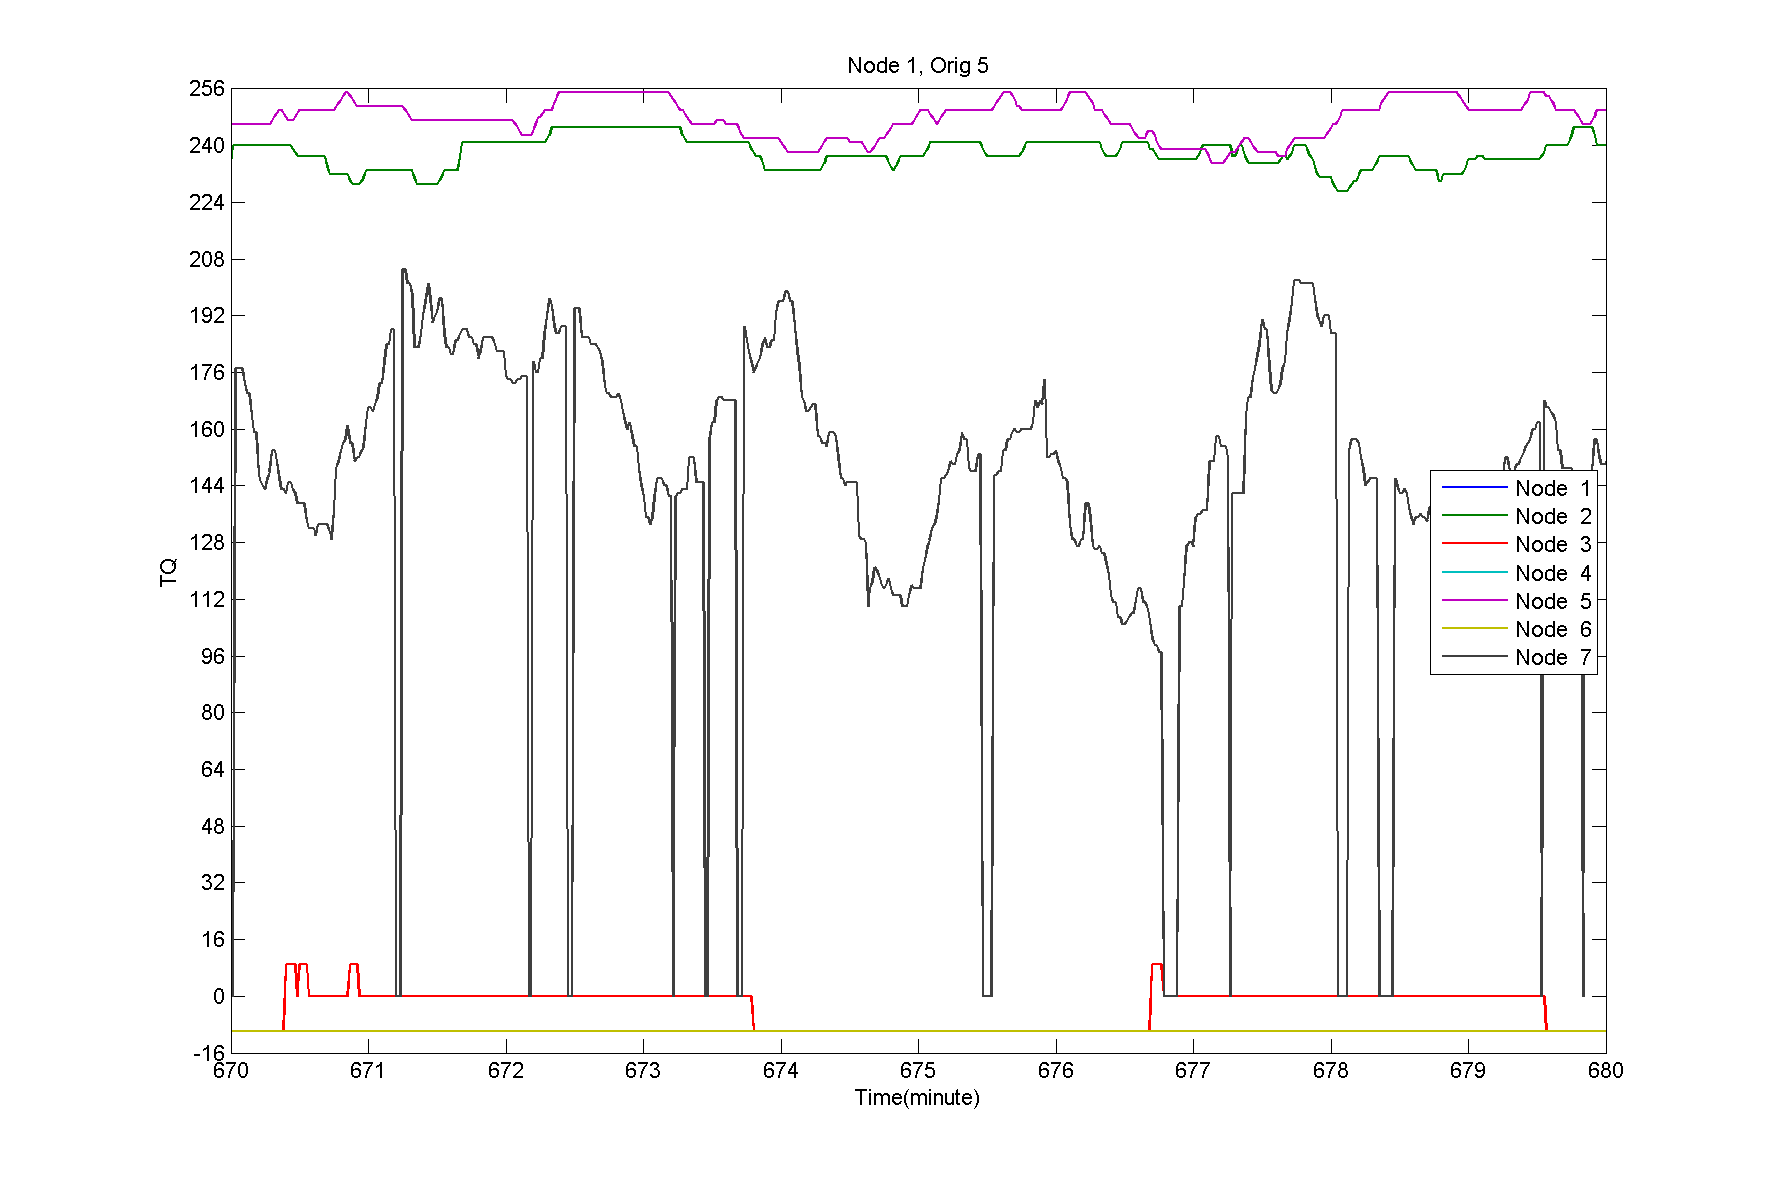 Node 1, Orig 5
256
240
224
208
192
176
160
144
128
112
96
80
64
48
32
16
0
-16
TQ
Node 1
Node 2
Node 3
Node 4
Node 5
Node 6
Node 7
670 671 672 673 674 675 676 677 678 679 680
Time(minute)